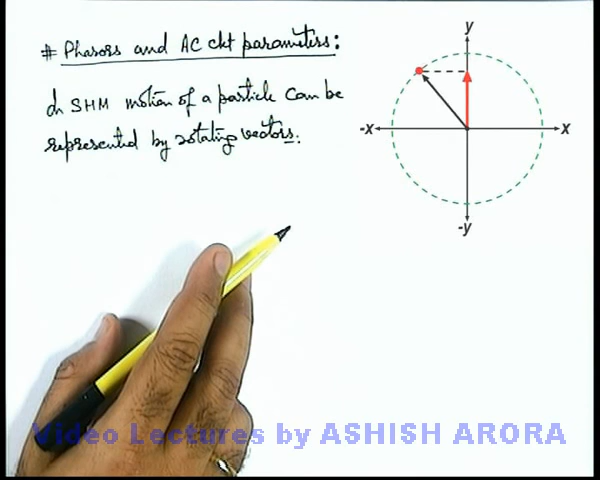 # Phasors and AC ckt parameters:
In SHM motion of a particle can be
represented by rotating vectors.
y
-x
x
-y
Video Lectures by ASHISH ARORA